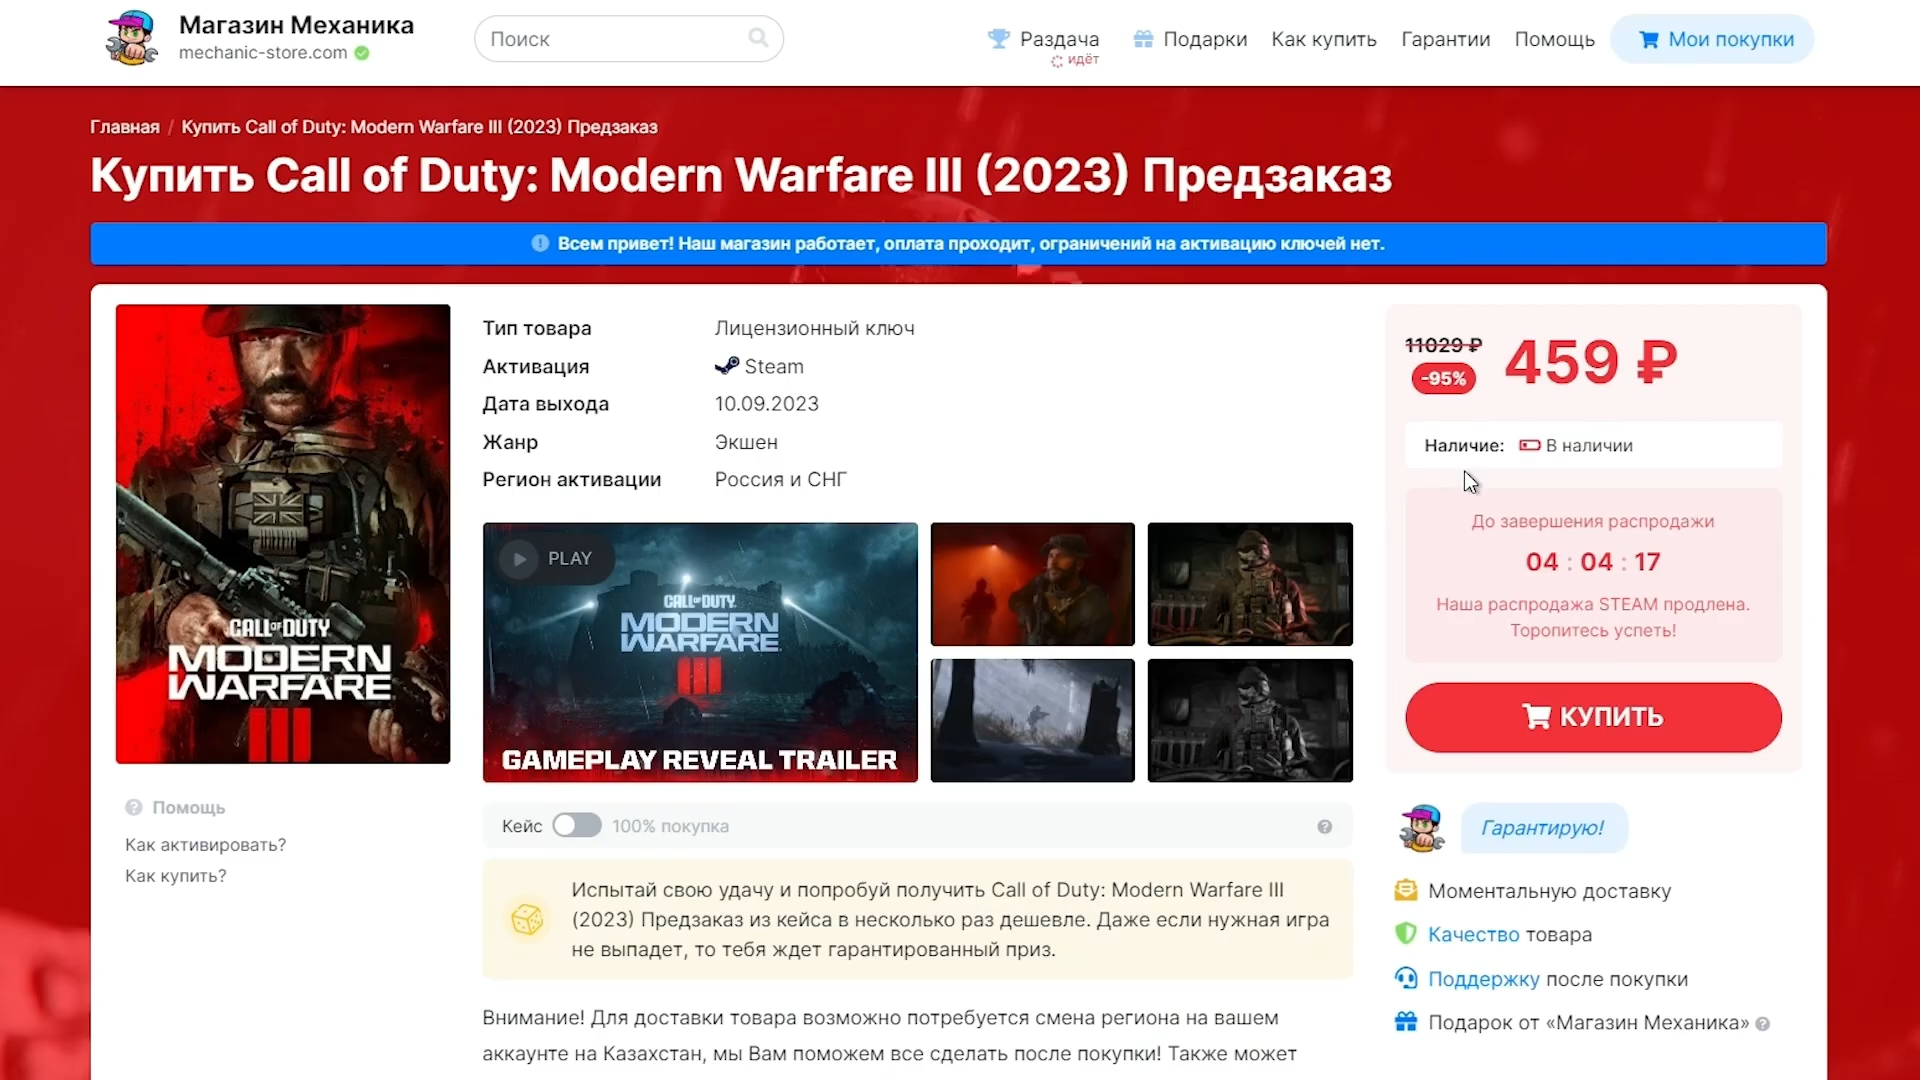 Магазин Механика
mechanic-store.com
Поиск
Раздача
идёт
Подарки
Как купить
Гарантии
Помощь
Мои покупки
Главная / Купить Call of Duty: Modern Warfare III (2023) Предзаказ
Купить Call of Duty: Modern Warfare III (2023) Предзаказ
Всем привет! Наш магазин работает, оплата проходит, ограничений на активацию ключей нет.
CALL OF DUTY
MODERN
WARFARE
III
Помощь
Как активировать?
Как купить?
Тип товара Лицензионный ключ
Активация Steam
Дата выхода 10.09.2023
Жанр Экшен
Регион активации Россия и СНГ
PLAY
CALL OF DUTY
MODERN
WARFARE
III
GAMEPLAY REVEAL TRAILER
Кейс 100% покупка
Испытай свою удачу и попробуй получить Call of Duty: Modern Warfare III
(2023) Предзаказ из кейса в несколько раз дешевле. Даже если нужная игра
не выпадет, то тебя ждет гарантированный приз.
Внимание! Для доставки товара возможно потребуется смена региона на вашем
аккаунте на Казахстан, мы Вам поможем все сделать после покупки! Также может
11029 ₽
-95%
459 ₽
Наличие: В наличии
До завершения распродажи
04 : 04 : 17
Наша распродажа STEAM продлена.
Торопитесь успеть!
КУПИТЬ
Гарантирую!
Моментальную доставку
Качество товара
Поддержку после покупки
Подарок от «Магазин Механика»